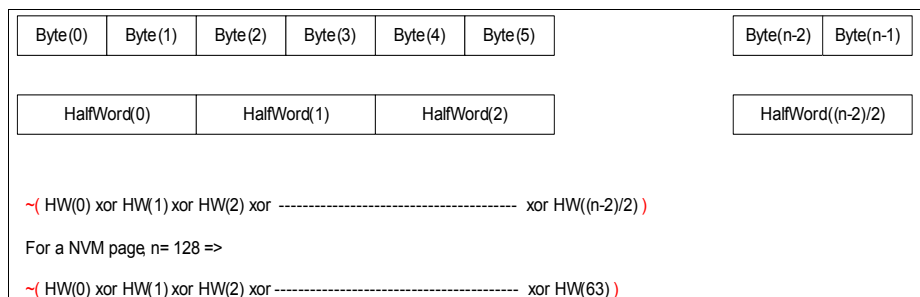 Byte(0) Byte(1) Byte(2) Byte(3) Byte(4) Byte(5) Byte(n-2) Byte(n-1)
HalfWord(0) HalfWord(1) HalfWord(2) HalfWord((n-2)/2)
~( HW(0) xor HW(1) xor HW(2) xor ---------------------------------------- xor HW((n-2)/2) )
For a NVM page, n= 128 =>
~( HW(0) xor HW(1) xor HW(2) xor ----------------------------------------- xor HW(63) )